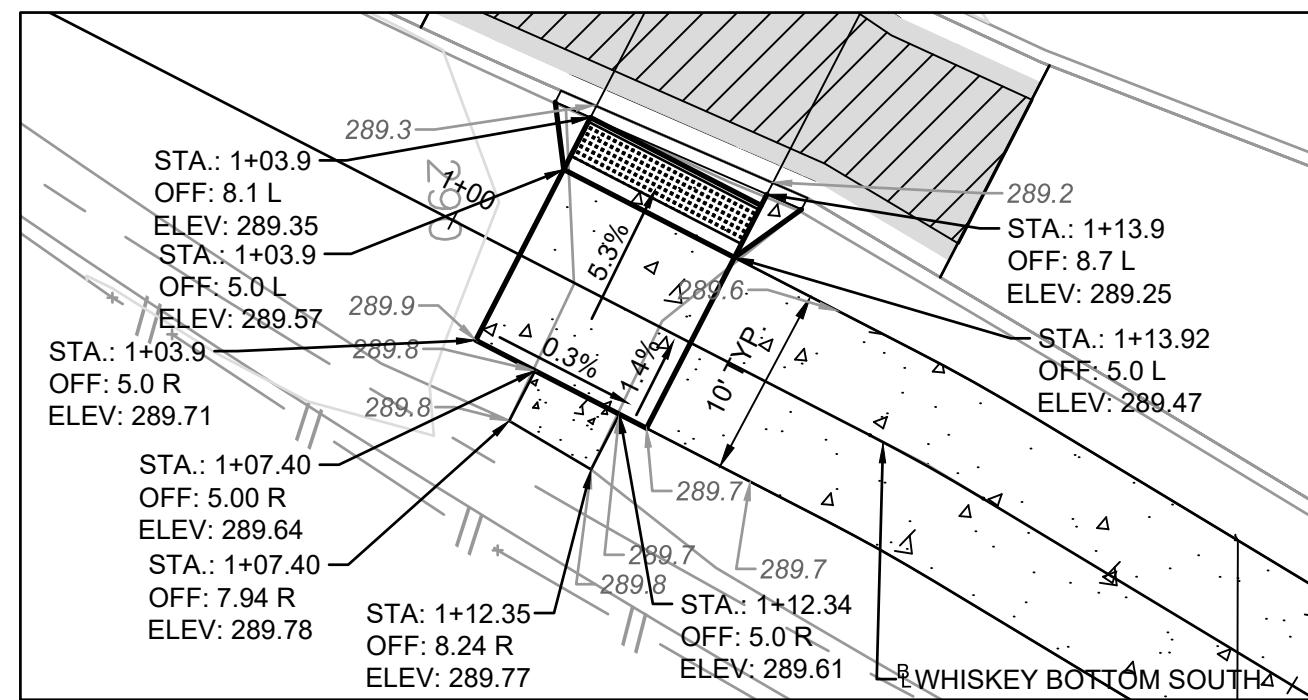 289.3
STA.: 1+03.9
OFF: 8.1 L
ELEV: 289.35
STA.: 1+03.9
OFF: 5.0 L
ELEV: 289.57
290
1+00
289.2
STA.: 1+13.9
OFF: 8.7 L
ELEV: 289.25
5.3%
289.6
289.9
STA.: 1+13.92
OFF: 5.0 L
ELEV: 289.47
STA.: 1+03.9
OFF: 5.0 R
ELEV: 289.71
289.8
0.3%
1.4%
10' TYP.
289.8
STA.: 1+07.40
OFF: 5.00 R
ELEV: 289.64
289.7
STA.: 1+07.40
OFF: 7.94 R
ELEV: 289.78
289.7
289.8
289.7
STA: 1+12.35
OFF: 8.24 R
ELEV: 289.77
STA.: 1+12.34
OFF: 5.0 R
ELEV: 289.61
BL WHISKEY BOTTOM SOUTH